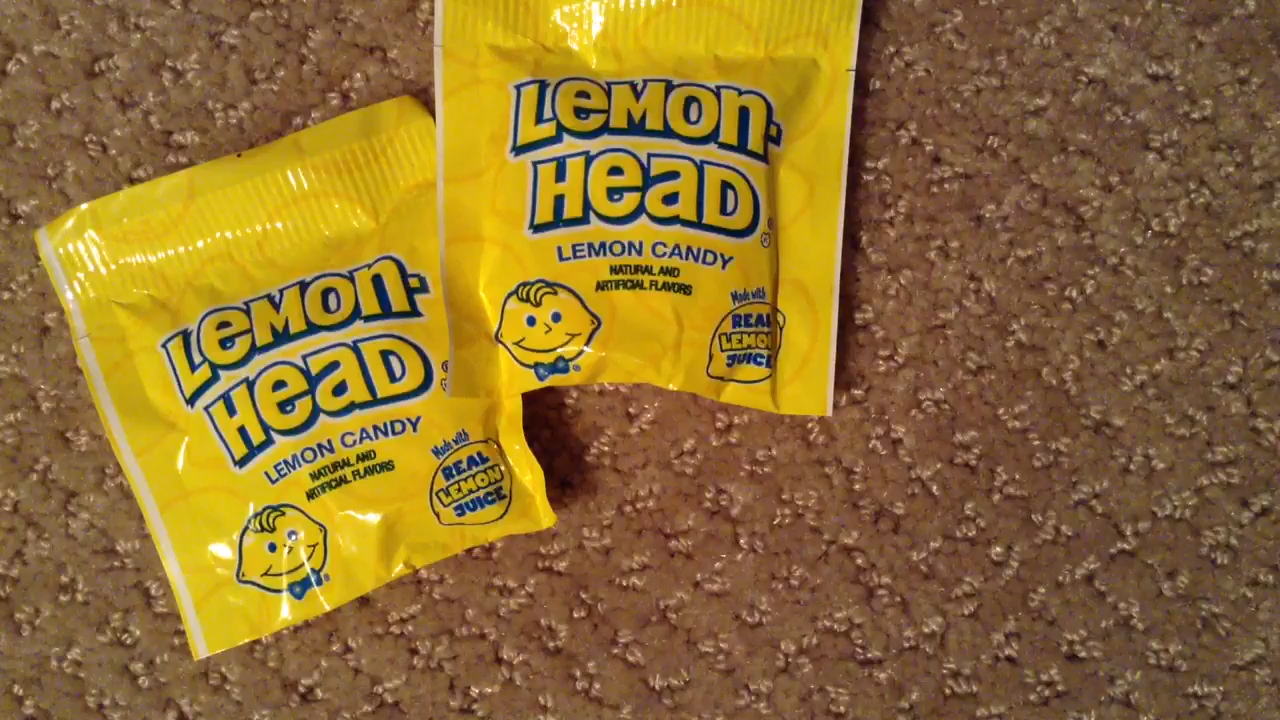 LEMON-
HEAD
LEMON CANDY
NATURAL AND
ARTIFICIAL FLAVORS
Made with
REAL
LEMON
JUICE
®
LEMON-
HEAD
LEMON CANDY
NATURAL AND
ARTIFICIAL FLAVORS
Made with
REAL
LEMON
JUICE
®